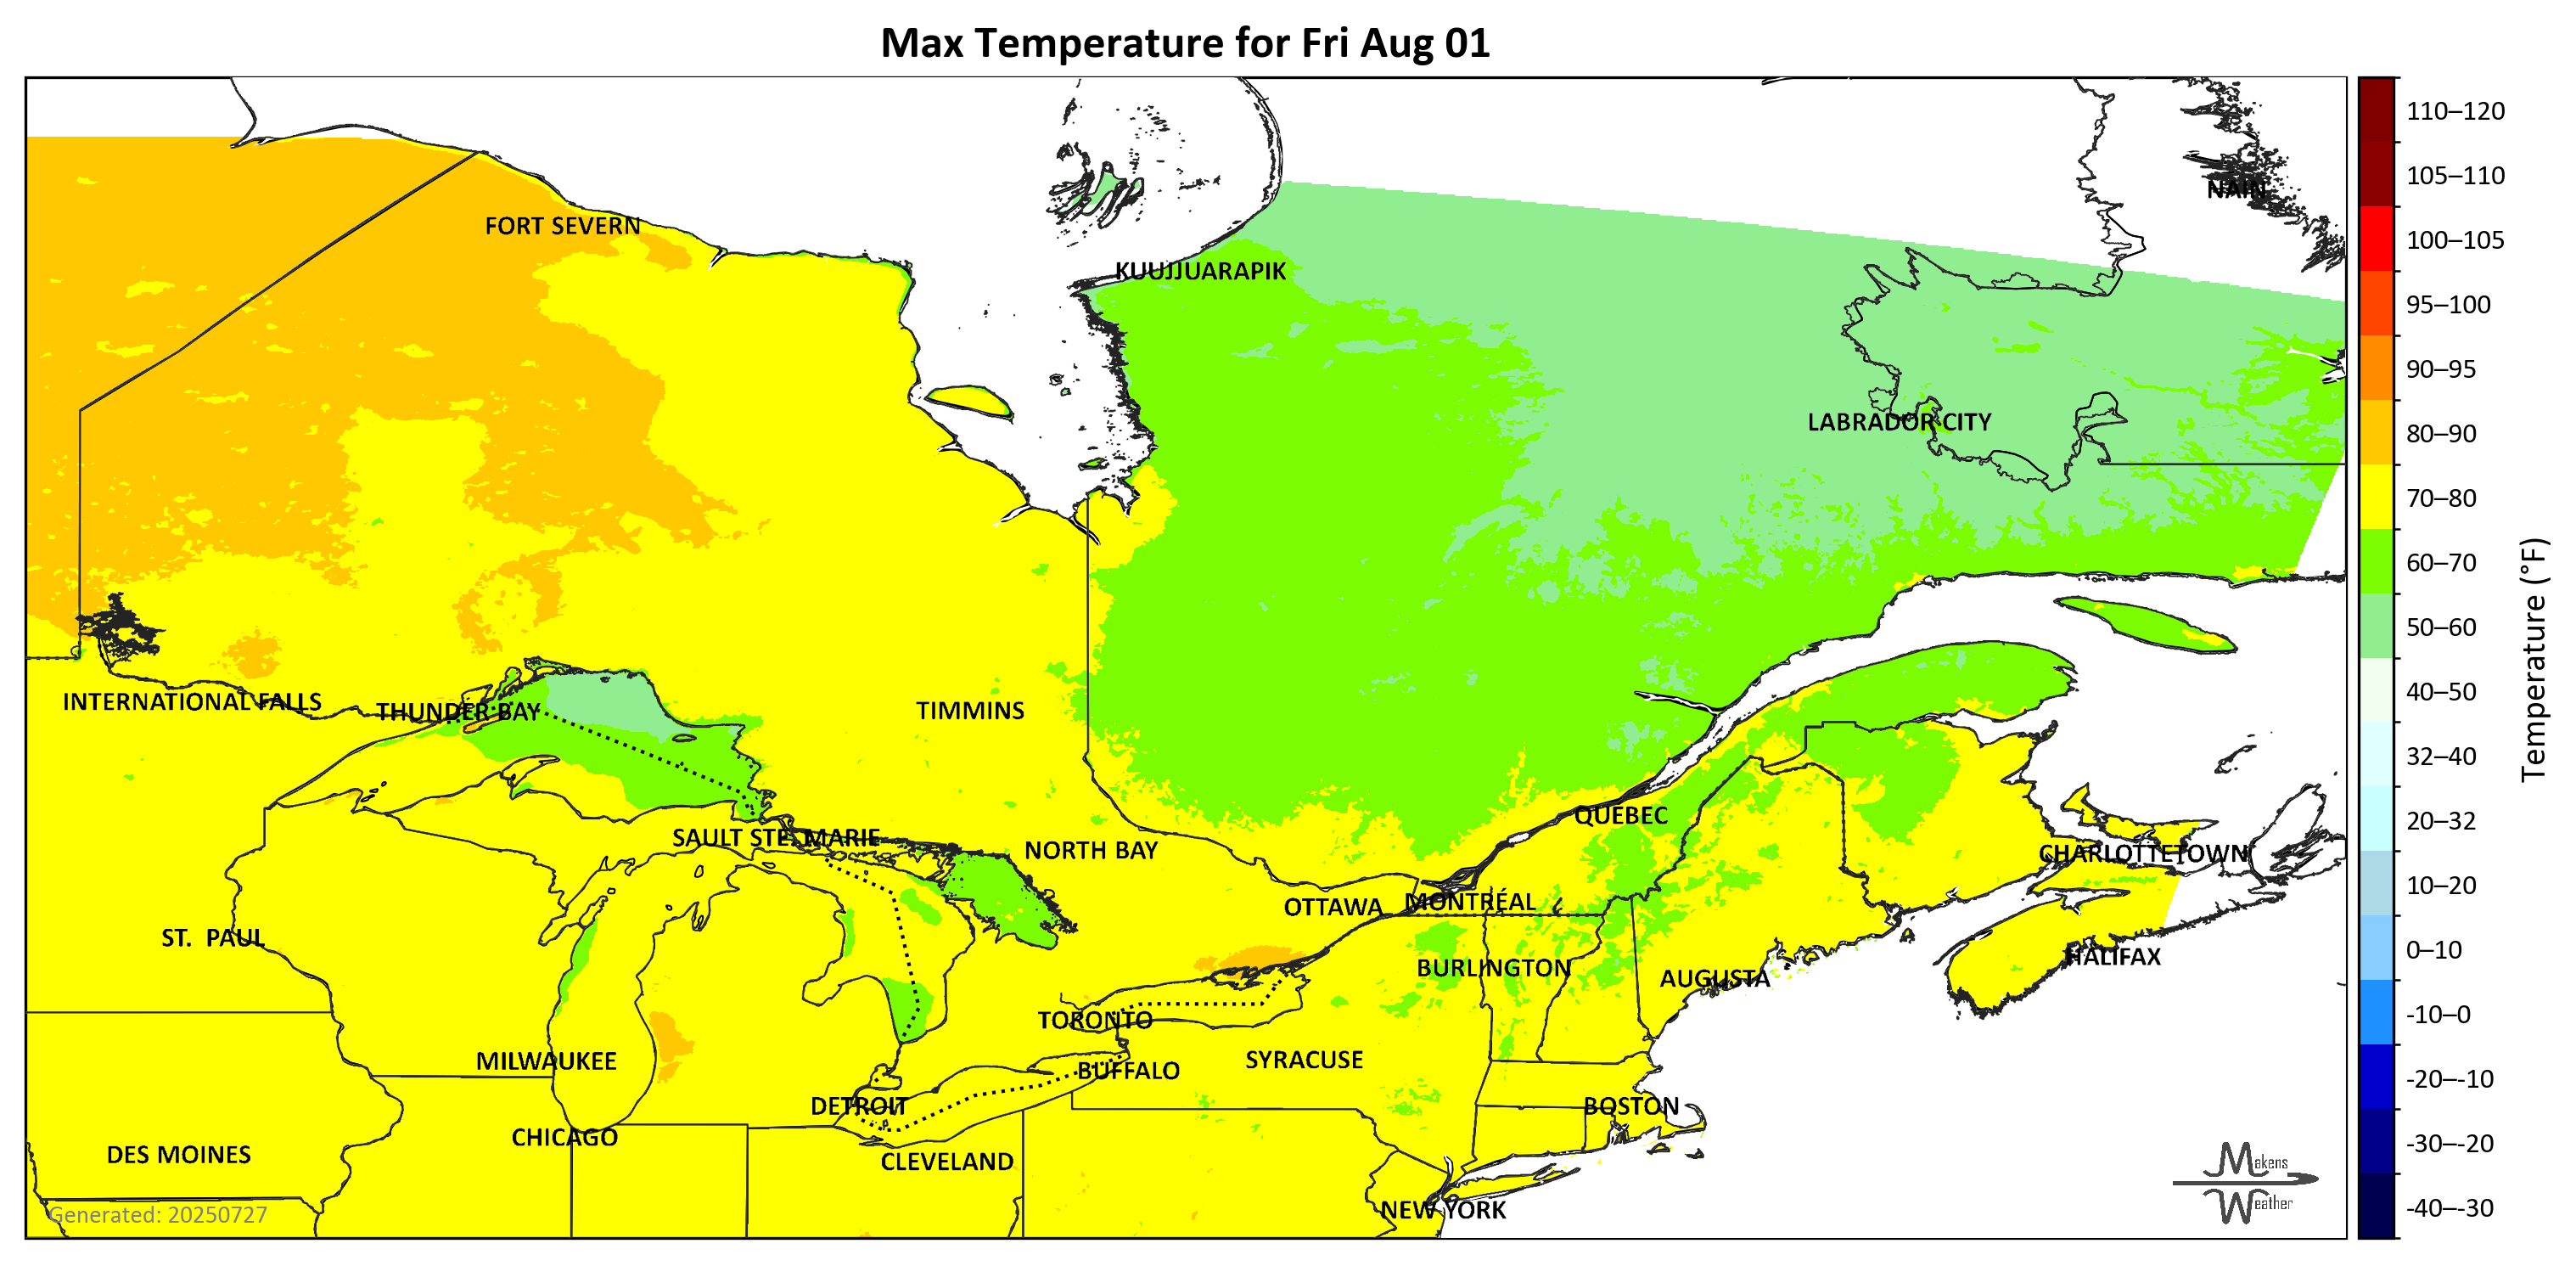 Max Temperature for Fri Aug 01
NAIN
FORT SEVERN
KUUJJUARAPIK
LABRADOR CITY
INTERNATIONAL FALLS
THUNDER BAY
TIMMINS
QUEBEC
SAULT STE. MARIE
NORTH BAY
CHARLOTTETOWN
OTTAWA
MONTRÉAL
ST. PAUL
HALIFAX
BURLINGTON
AUGUSTA
TORONTO
MILWAUKEE
BUFFALO
SYRACUSE
DETROIT
BOSTON
CHICAGO
DES MOINES
CLEVELAND
NEW YORK
Generated: 20250727
Makens
Weather
110–120
105–110
100–105
95–100
90–95
80–90
70–80
60–70
50–60
40–50
32–40
20–32
10–20
0–10
-10–0
-20–-10
-30–-20
-40–-30
Temperature (°F)